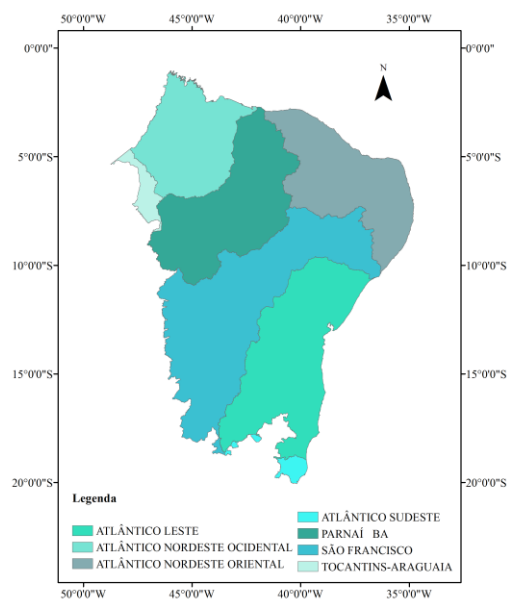 50°0'0"W 45°0'0"W 40°0'0"W 35°0'0"W
0°0'0" 0°0'0"
N
5°0'0"S 5°0'0"S
10°0'0"S 10°0'0"S
15°0'0"S 15°0'0"S
20°0'0"S 20°0'0"S
Legenda
ATLÂNTICO LESTE
ATLÂNTICO NORDESTE OCIDENTAL
ATLÂNTICO NORDESTE ORIENTAL
ATLÂNTICO SUDESTE
PARNAÍ BA
SÃO FRANCISCO
TOCANTINS-ARAGUAIA
50°0'0"W 45°0'0"W 40°0'0"W 35°0'0"W